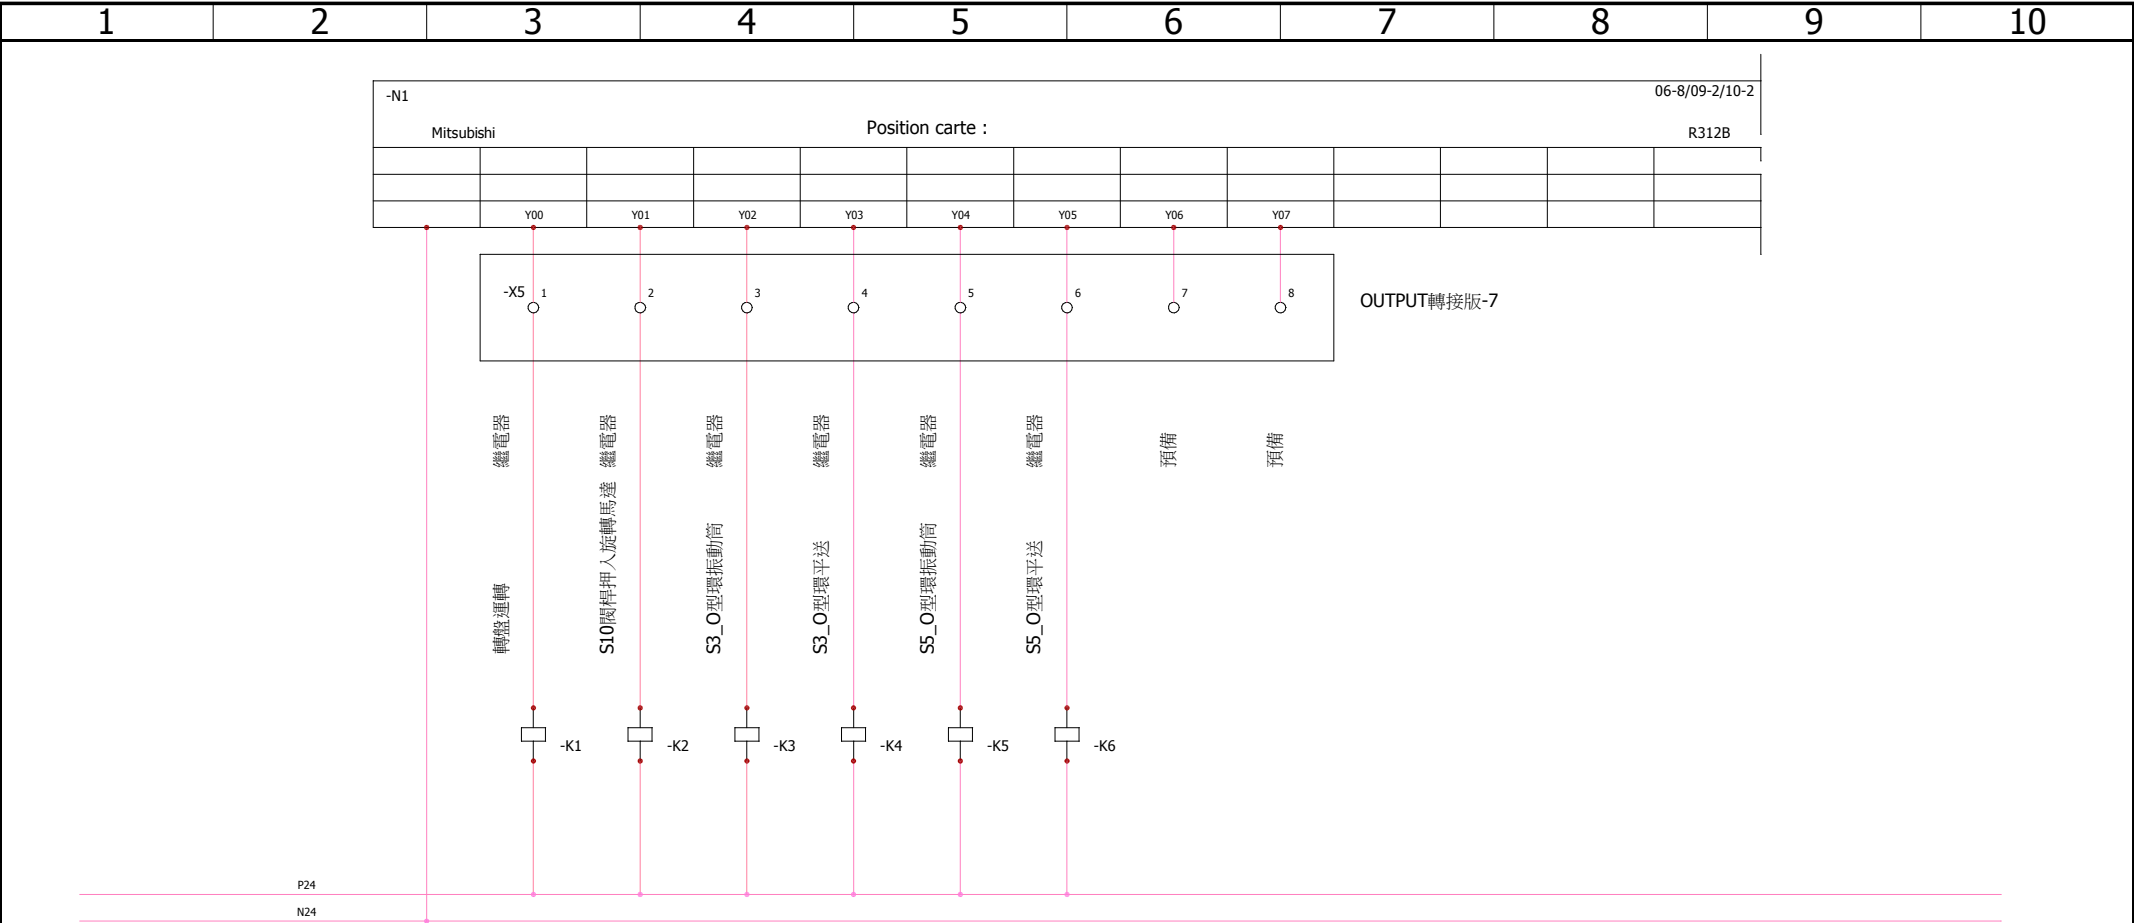 1 2 3 4 5 6 7 8 9 10
-N1 06-8/09-2/10-2
Mitsubishi Position carte : R312B
Y00 Y01 Y02 Y03 Y04 Y05 Y06 Y07
-X5 1 2 3 4 5 6 7 8
OUTPUT轉接版-7
轉盤運轉 繼電器
S10閥桿押入旋轉馬達 繼電器
S3_O型環振動筒 繼電器
S3_O型環平送 繼電器
S5_O型環振動筒 繼電器
S5_O型環平送 繼電器
預備
預備
-K1 -K2 -K3 -K4 -K5 -K6
P24
N24